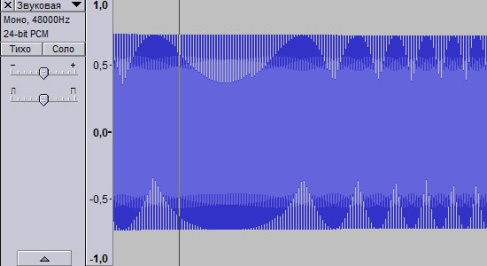 ✕ Звуковая ▼
Моно, 48000Hz
24-bit PCM
Тихо Соло
- +
Л П
1,0
0,5-
0,0-
-0,5-
-1,0